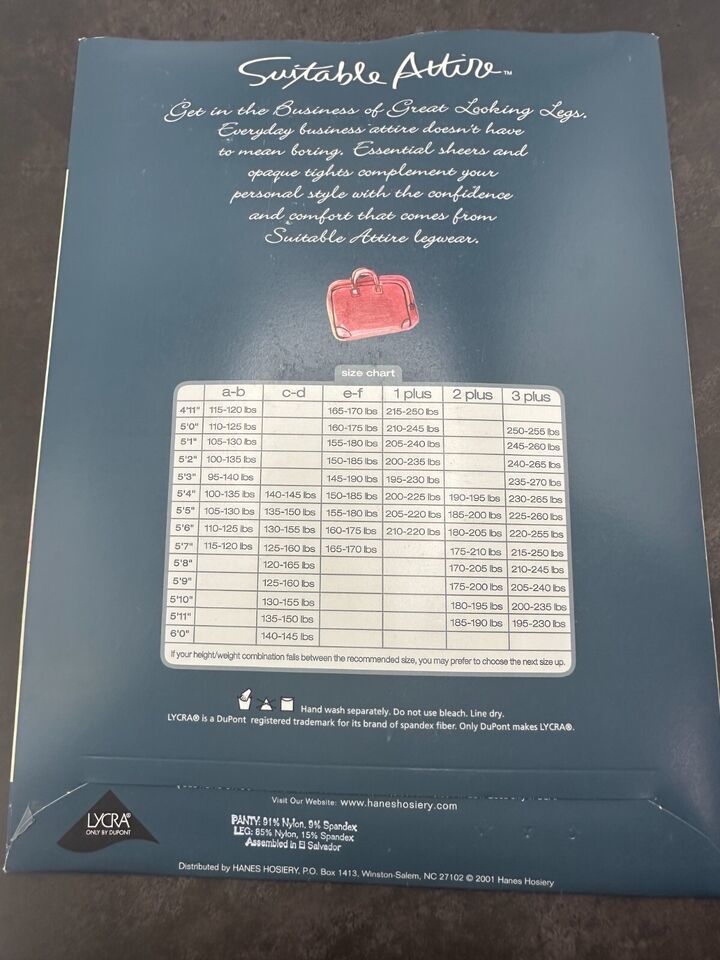 Suitable Attire™
Get in the Business of Great Looking Legs.
Everyday business attire doesn't have
to mean boring. Essential sheers and
opaque tights complement your
personal style with the confidence
and comfort that comes from
Suitable Attire legwear.
size chart
a-b c-d e-f 1 plus 2 plus 3 plus
4'11" 115-120 lbs 165-170 lbs 215-250 lbs
5'0" 110-125 lbs 160-175 lbs 210-245 lbs 250-255 lbs
5'1" 105-130 lbs 155-180 lbs 205-240 lbs 245-260 lbs
5'2" 100-135 lbs 150-185 lbs 200-235 lbs 240-265 lbs
5'3" 95-140 lbs 145-190 lbs 195-230 lbs 235-270 lbs
5'4" 100-135 lbs 140-145 lbs 150-185 lbs 200-225 lbs 190-195 lbs 230-265 lbs
5'5" 105-130 lbs 135-150 lbs 155-180 lbs 205-220 lbs 185-200 lbs 225-260 lbs
5'6" 110-125 lbs 130-155 lbs 160-175 lbs 210-220 lbs 180-205 lbs 220-255 lbs
5'7" 115-120 lbs 125-160 lbs 165-170 lbs 175-210 lbs 215-250 lbs
5'8" 120-165 lbs 170-205 lbs 210-245 lbs
5'9" 125-160 lbs 175-200 lbs 205-240 lbs
5'10" 130-155 lbs 180-195 lbs 200-235 lbs
5'11" 135-150 lbs 185-190 lbs 195-230 lbs
6'0" 140-145 lbs
If your height/weight combination falls between the recommended size, you may prefer to choose the next size up.
Hand wash separately. Do not use bleach. Line dry.
LYCRA® is a DuPont registered trademark for its brand of spandex fiber. Only DuPont makes LYCRA®.
Visit Our Website: www.haneshosiery.com
LYCRA®
ONLY BY DUPONT
PANTY: 91% Nylon, 9% Spandex
LEG: 85% Nylon, 15% Spandex
Assembled in El Salvador
Distributed by HANES HOSIERY, P.O. Box 1413, Winston-Salem, NC 27102 © 2001 Hanes Hosiery